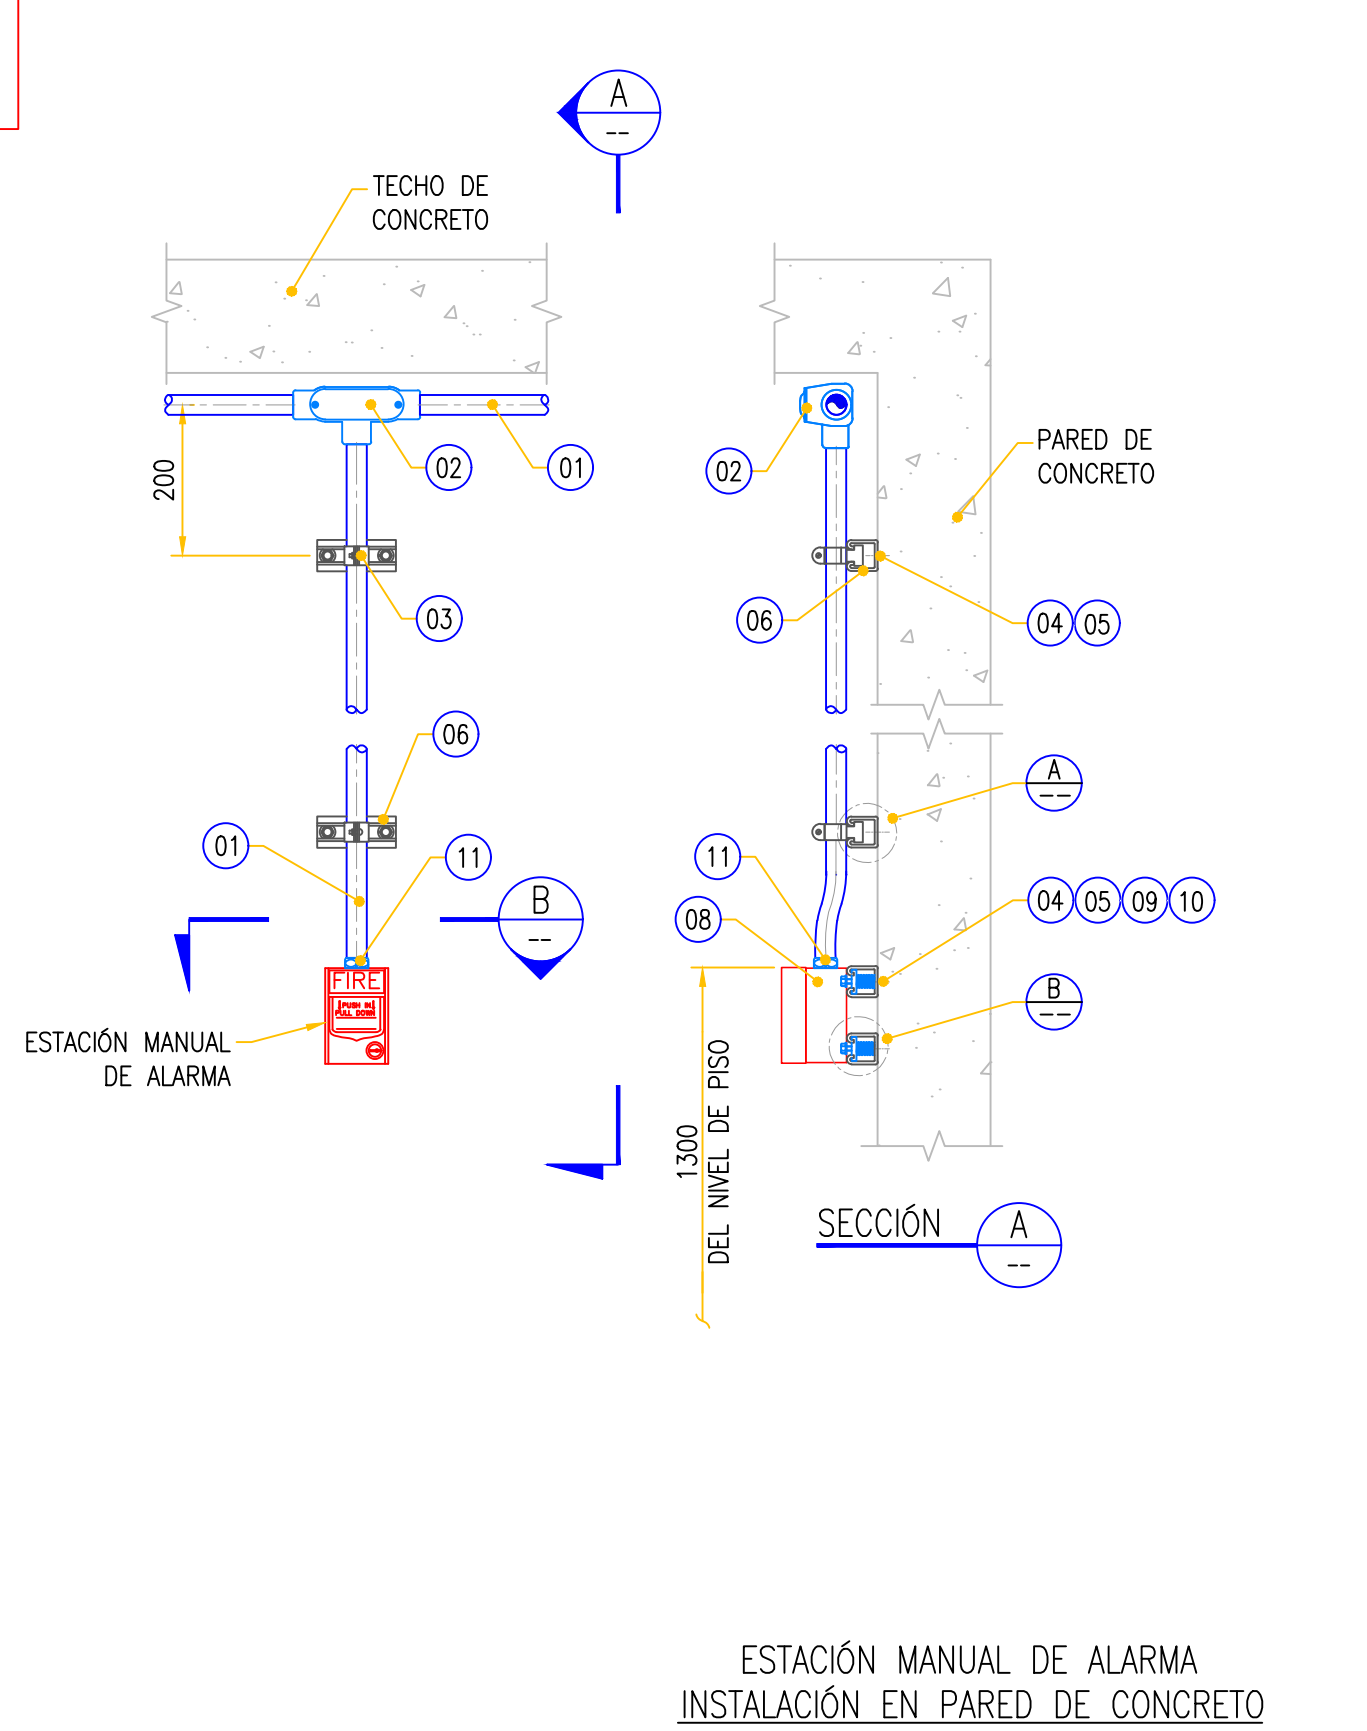 A
--
TECHO DE
CONCRETO
200
02
01
02
PARED DE
CONCRETO
03
06
04 05
06
A
--
01
11
11
B
--
08
04 05 09 10
FIRE
PUSH IN
PULL DOWN
B
--
ESTACIÓN MANUAL
DE ALARMA
1300
DEL NIVEL DE PISO
SECCIÓN
A
--
ESTACIÓN MANUAL DE ALARMA
INSTALACIÓN EN PARED DE CONCRETO